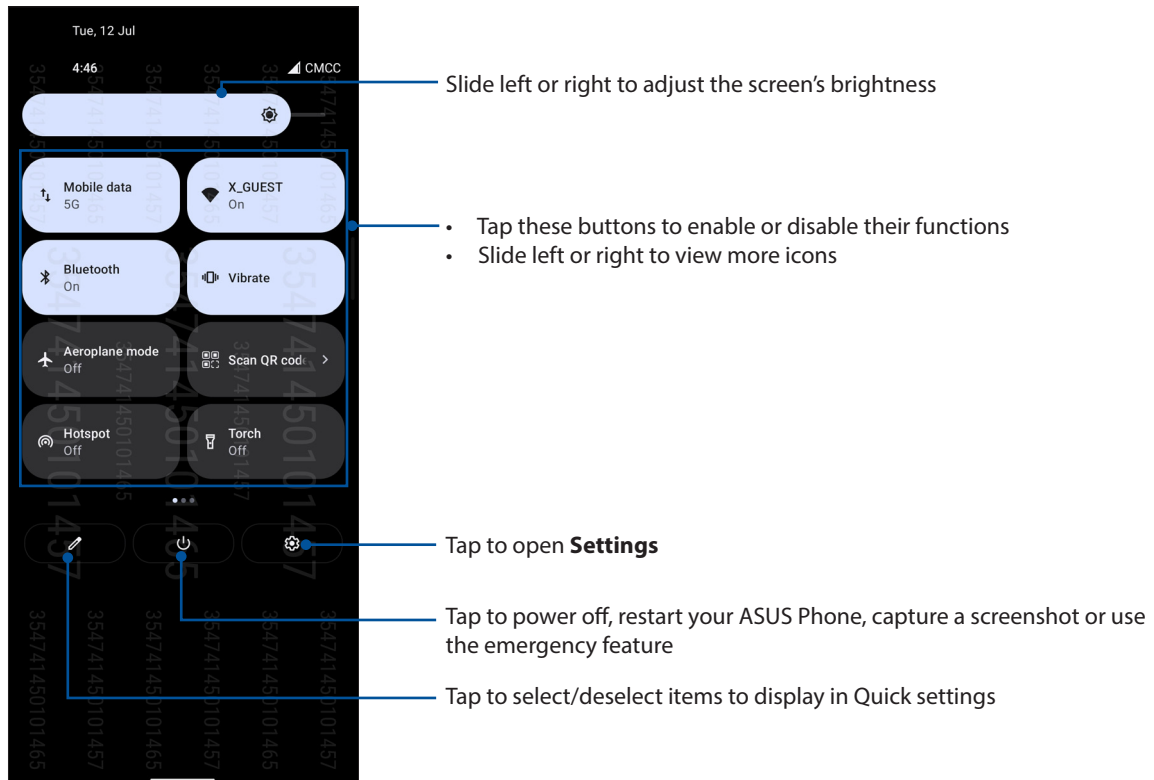 Tue, 12 Jul
4:46
CMCC
Slide left or right to adjust the screen’s brightness
Mobile data
5G
X_GUEST
On
• Tap these buttons to enable or disable their functions
• Slide left or right to view more icons
Bluetooth
On
Vibrate
Aeroplane mode
Off
Scan QR cod
Hotspot
Off
Torch
Off
Tap to open Settings
Tap to power off, restart your ASUS Phone, capture a screenshot or use
the emergency feature
Tap to select/deselect items to display in Quick settings
354741450101465
354741450101457